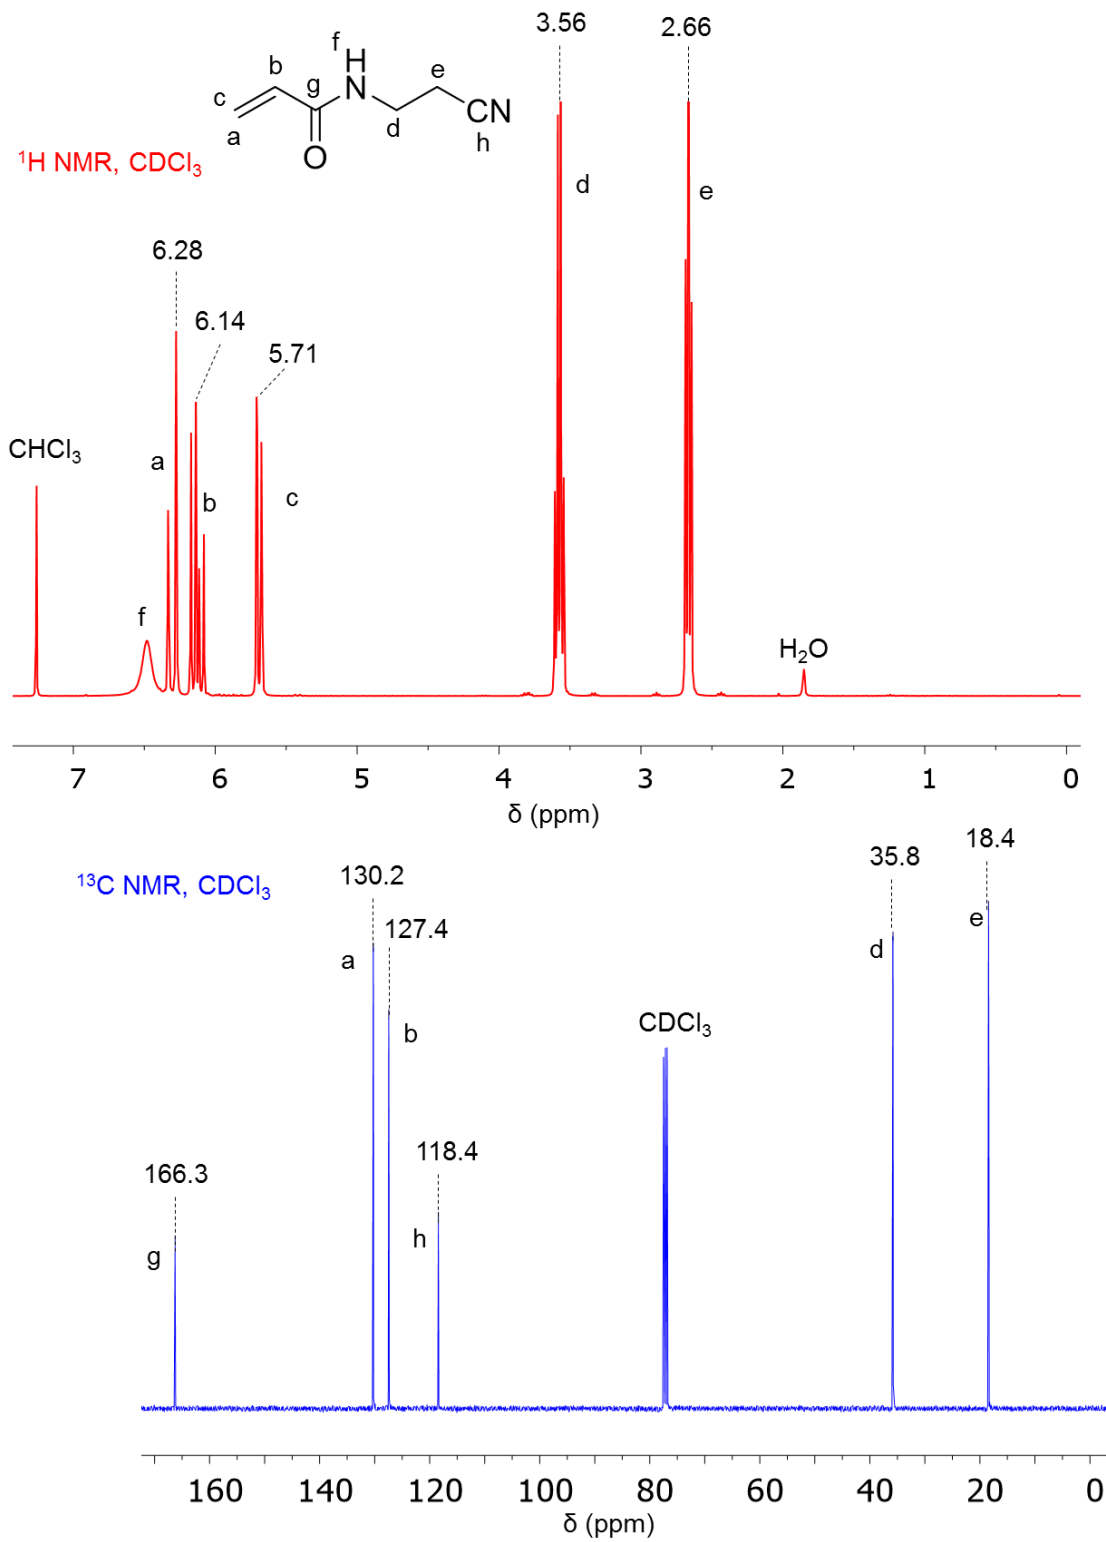 3.56
2.66
f
H
N
b
g
e
c
a
O
d
CN
h
¹H NMR, CDCl₃
d
e
6.28
6.14
5.71
CHCl₃
a
b
c
f
H₂O
7 6 5 4 3 2 1 0
δ (ppm)
¹³C NMR, CDCl₃
130.2
127.4
35.8
18.4
a
b
d
e
CDCl₃
166.3
118.4
g
h
160 140 120 100 80 60 40 20 0
δ (ppm)